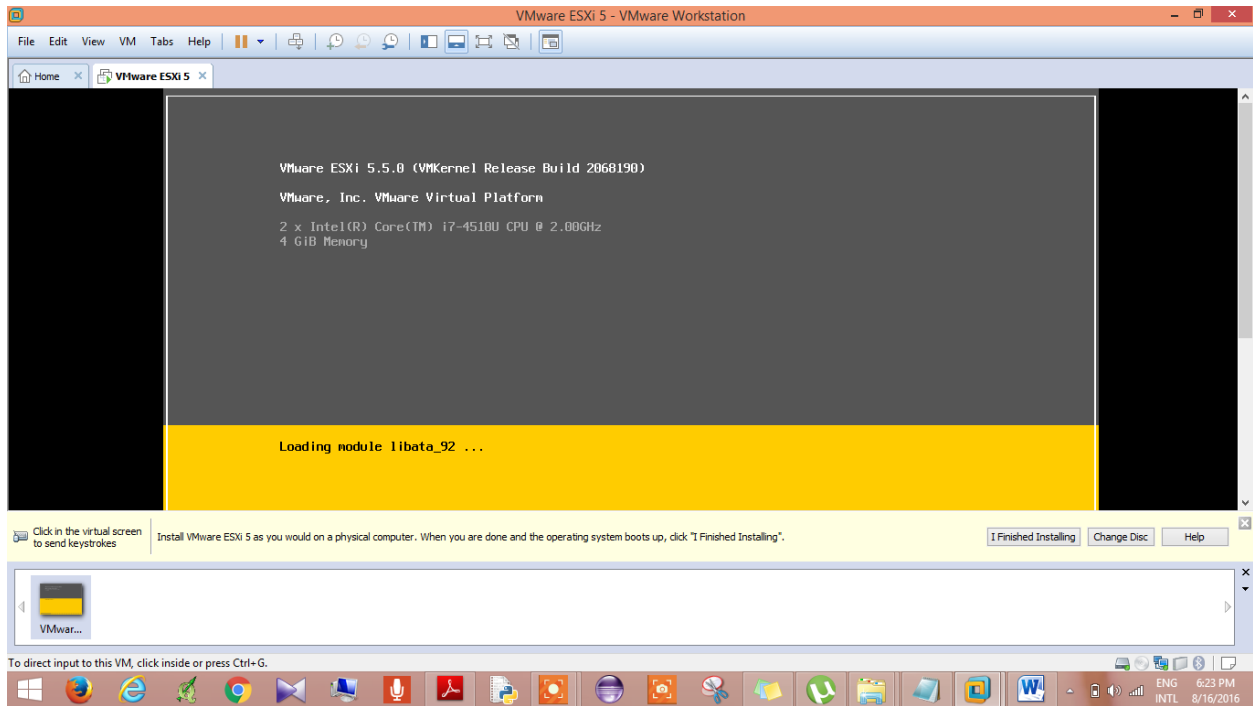 VMware ESXi 5 - VMware Workstation
File Edit View VM Tabs Help
Home VMware ESXi 5
VMware ESXi 5.5.0 (VMKernel Release Build 2068190)
VMware, Inc. VMware Virtual Platform
2 x Intel(R) Core(TM) i7-4510U CPU @ 2.00GHz
4 GiB Memory
Loading module libata_92 ...
Click in the virtual screen
to send keystrokes
Install VMware ESXi 5 as you would on a physical computer. When you are done and the operating system boots up, click "I Finished Installing".
I Finished Installing Change Disc Help
VMwar...
To direct input to this VM, click inside or press Ctrl+G.
ENG 6:23 PM
INTL 8/16/2016